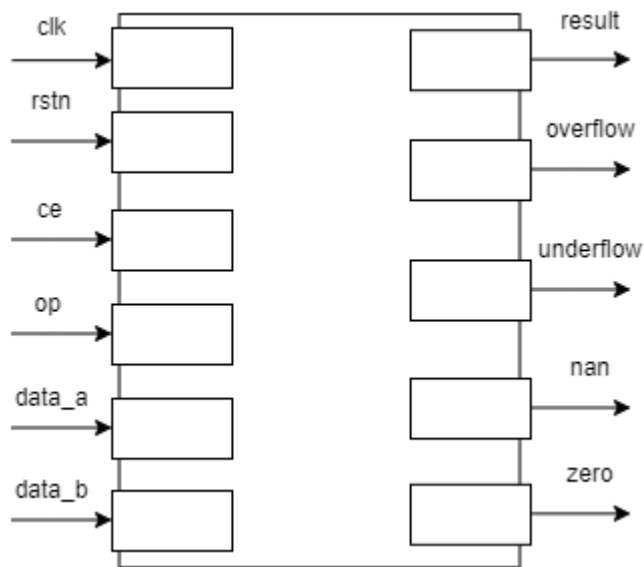 clk
rstn
ce
op
data_a
data_b
result
overflow
underflow
nan
zero